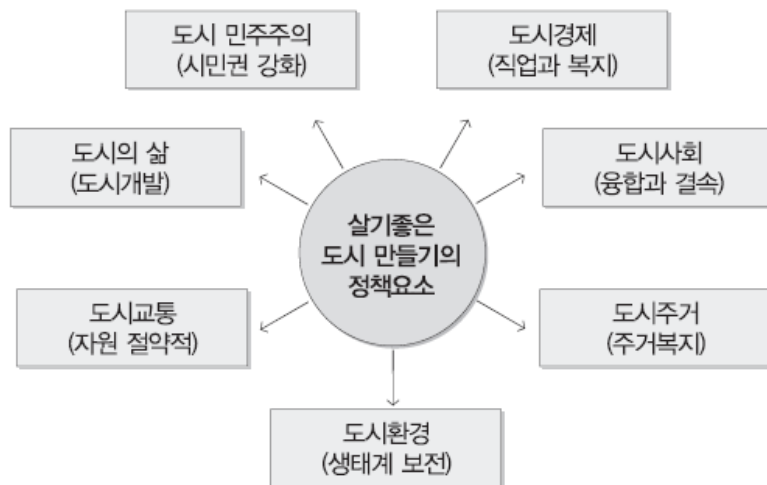 도시 민주주의
(시민권 강화)
도시경제
(직업과 복지)
도시의 삶
(도시개발)
도시사회
(융합과 결속)
살기좋은
도시 만들기의
정책요소
도시교통
(자원 절약적)
도시주거
(주거복지)
도시환경
(생태계 보전)